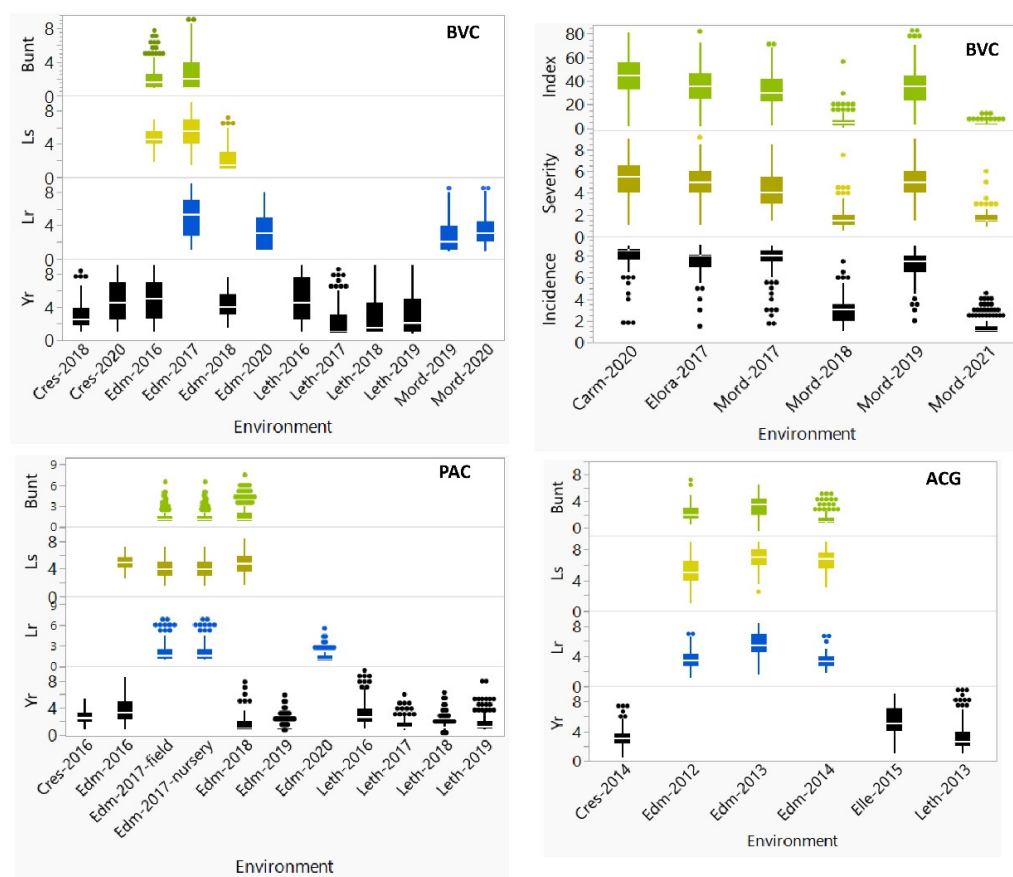 BVC
Bunt
8
4
0
Ls
8
4
0
Lr
8
4
0
Yr
8
4
0
Cres-2018
Cres-2020
Edm-2016
Edm-2017
Edm-2018
Edm-2020
Leth-2016
Leth-2017
Leth-2018
Leth-2019
Mord-2019
Mord-2020
Environment
BVC
Index
80
60
40
20
0
Severity
8
6
4
2
0
Incidence
8
6
4
2
0
Carm-2020
Elora-2017
Mord-2017
Mord-2018
Mord-2019
Mord-2021
Environment
PAC
Bunt
9
6
3
0
Ls
8
4
0
Lr
9
6
3
0
Yr
8
4
0
Cres-2016
Edm-2016
Edm-2017-field
Edm-2017-nursery
Edm-2018
Edm-2019
Edm-2020
Leth-2016
Leth-2017
Leth-2018
Leth-2019
Environment
ACG
Bunt
8
4
0
Ls
8
4
0
Lr
8
4
0
Yr
8
4
0
Cres-2014
Edm-2012
Edm-2013
Edm-2014
Elle-2015
Leth-2013
Environment